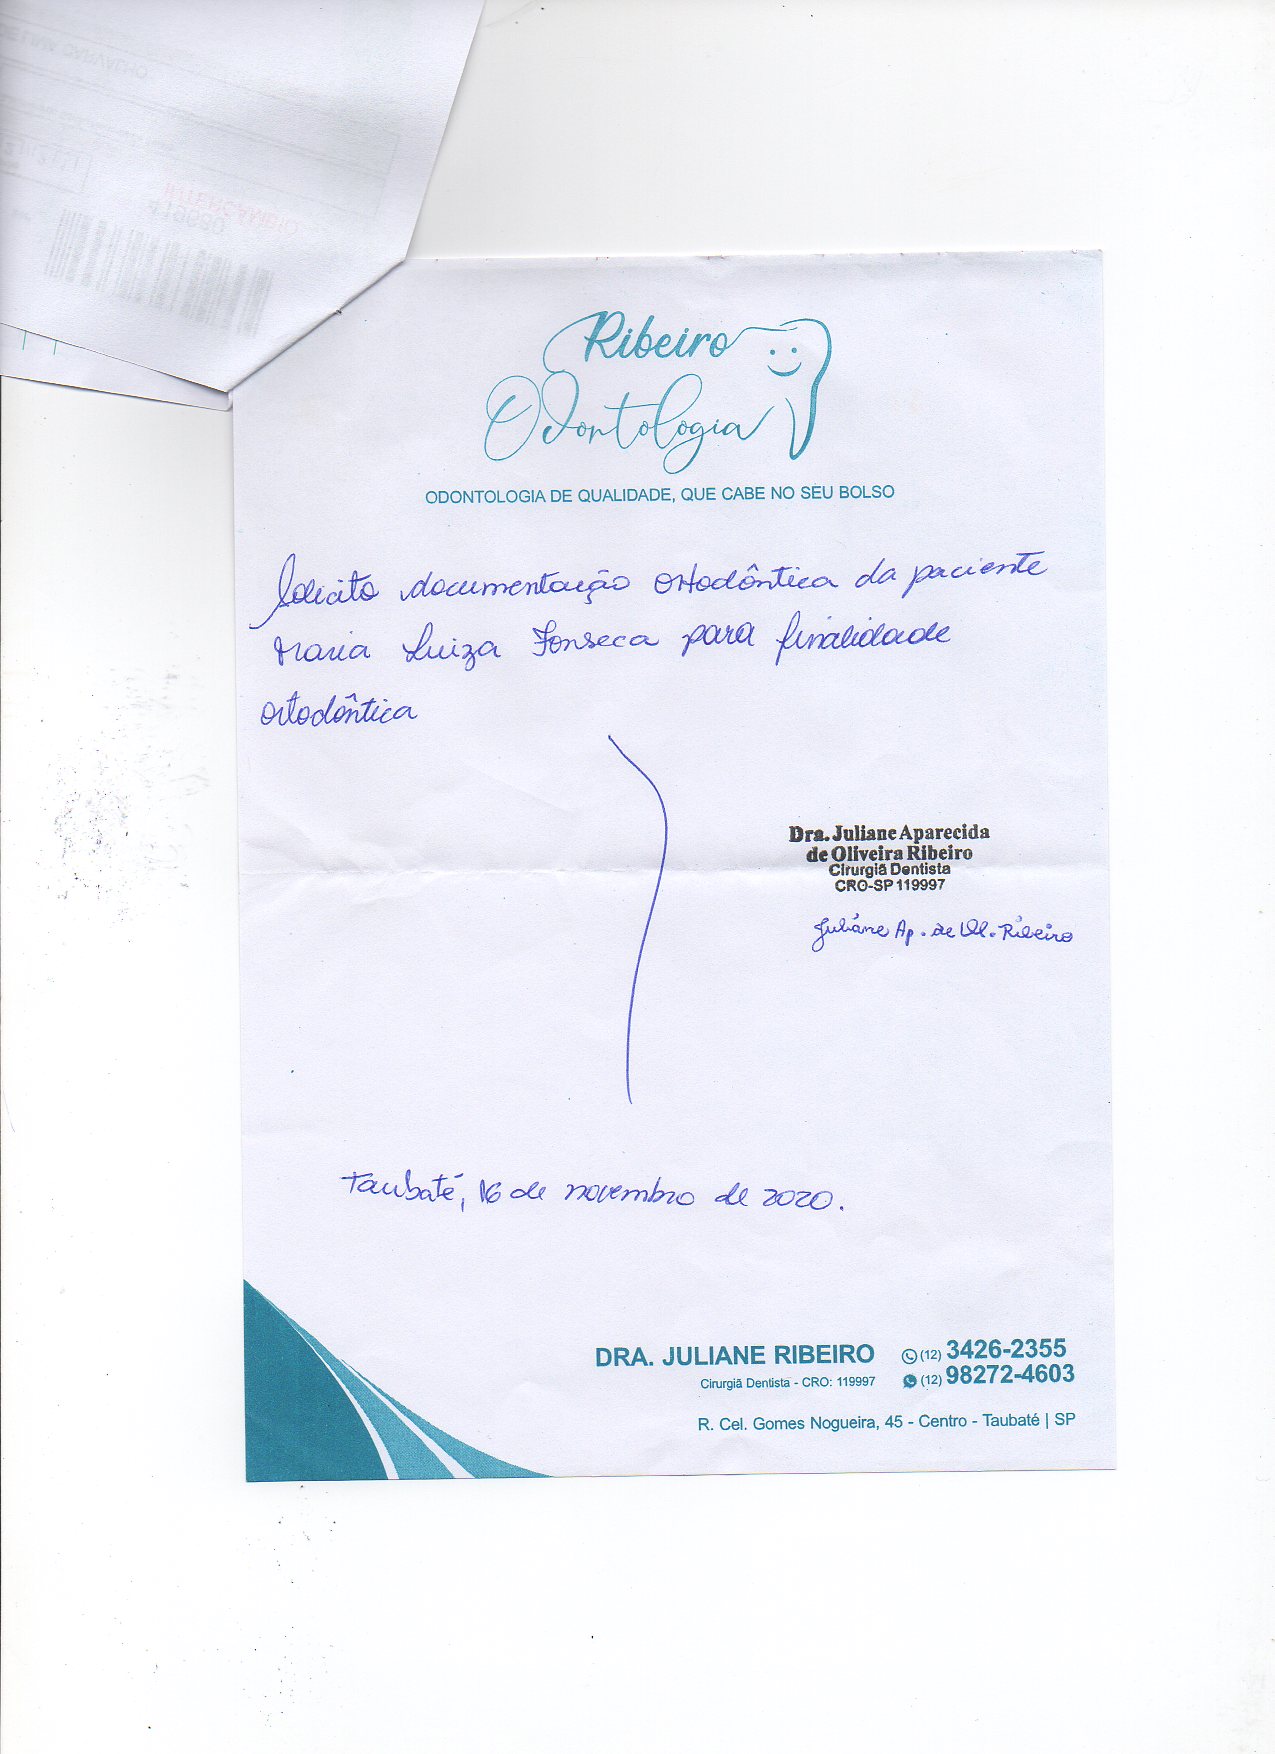 Ribeiro
Odontologia
ODONTOLOGIA DE QUALIDADE, QUE CABE NO SEU BOLSO
Solicito documentação ortodôntica da paciente
Maria Luiza Fonseca para finalidade
ortodôntica
Dra. Juliane Aparecida
de Oliveira Ribeiro
Cirurgiã Dentista
CRO-SP 119997
Juliane Ap. de Ol. Ribeiro
Taubaté, 16 de novembro de 2020.
DRA. JULIANE RIBEIRO (12) 3426-2355
Cirurgiã Dentista - CRO: 119997 (12) 98272-4603
R. Cel. Gomes Nogueira, 45 - Centro - Taubaté | SP
CARVALHO
INTERCÂMBIO